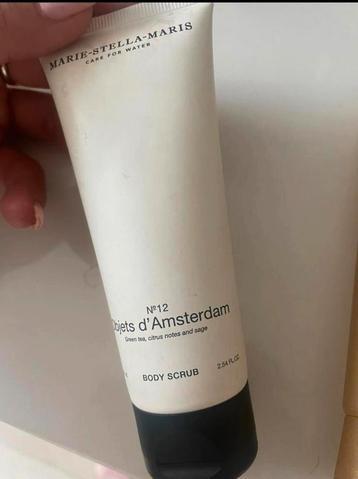 MARIE-STELLA-MARIS
CARE FOR WATER
Nº12
Objets d'Amsterdam
Green tea, citrus notes and sage
BODY SCRUB 2.54 FL.OZ